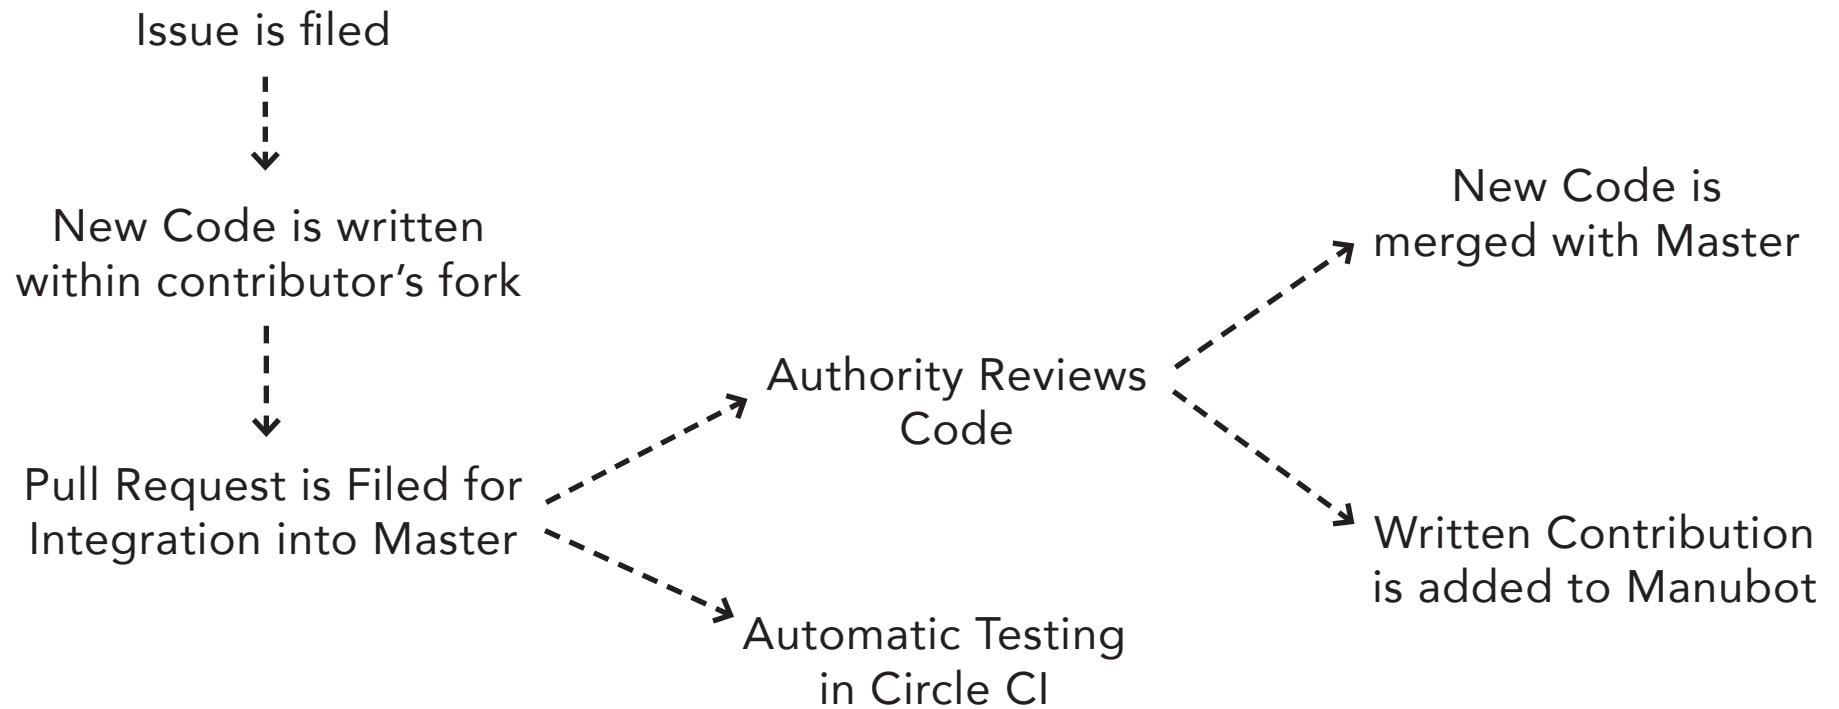 Issue is filed
New Code is written
within contributor’s fork
Pull Request is Filed for
Integration into Master
Authority Reviews
Code
Automatic Testing
in Circle CI
New Code is
merged with Master
Written Contribution
is added to Manubot